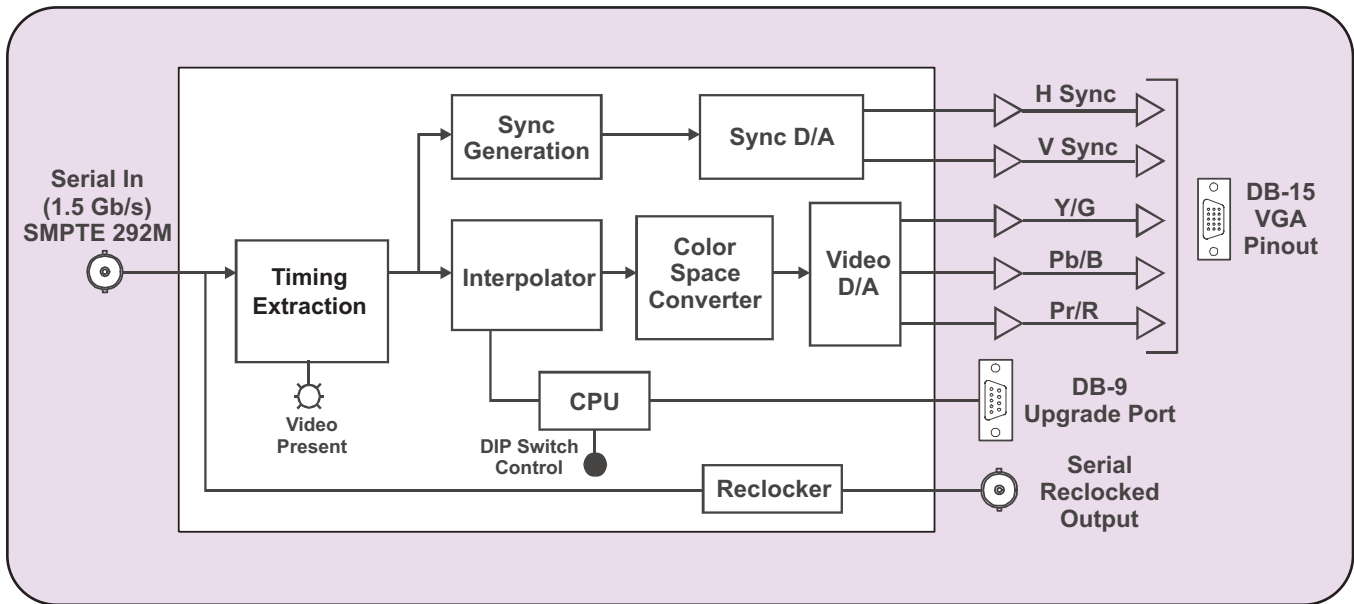 Serial In
(1.5 Gb/s)
SMPTE 292M
Timing
Extraction
Video
Present
Sync
Generation
Sync D/A
Interpolator
Color
Space
Converter
Video
D/A
CPU
DIP Switch
Control
Reclocker
H Sync
V Sync
Y/G
Pb/B
Pr/R
DB-15
VGA
Pinout
DB-9
Upgrade Port
Serial
Reclocked
Output